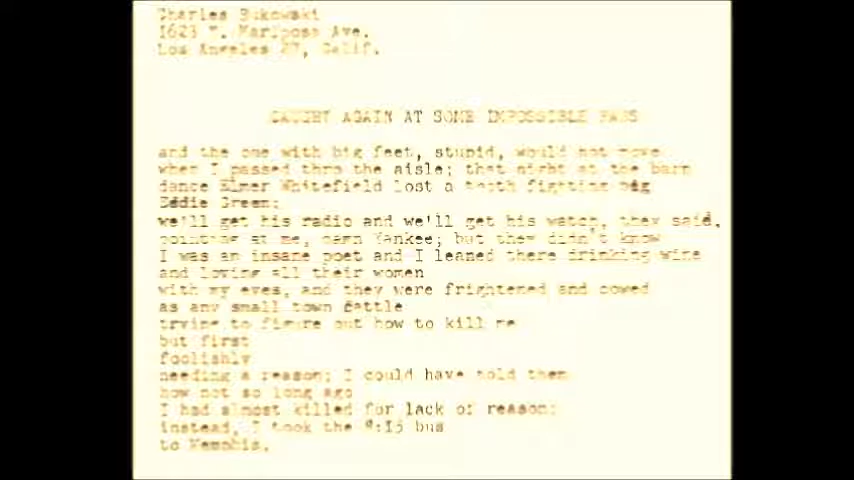 Charles Bukowski
1623 N. Mariposa Ave.
Los Angeles 27, Calif.
CAUGHT AGAIN AT SOME IMPOSSIBLE PASS
and the one with big feet, stupid, would not move
when I passed thru the aisle; that night at the barn
dance Elmer Whitefield lost a tooth fighting big
Eddie Green;
we'll get his radio and we'll get his watch, they said,
pointing at me, damn Yankee; but they didn't know
I was an insane poet and I leaned there drinking wine
and loving all their women
with my eyes, and they were frightened and cowed
as any small town cattle
trying to figure out how to kill me
but first
foolishly
needing a reason; I could have told them
how not so long ago
I had almost killed for lack of reason;
instead, I took the 8:15 bus
to Memphis.